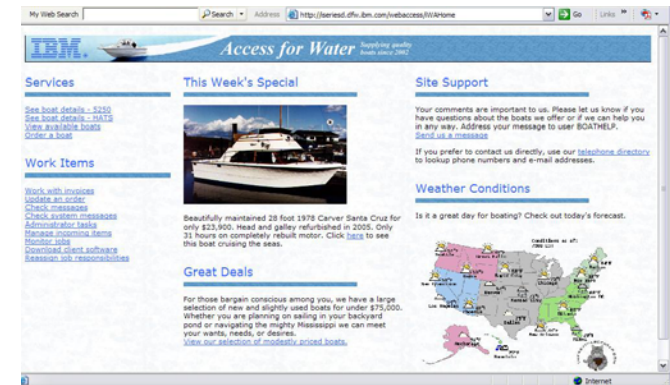 My Web Search
Search
Address
http://iseriesd.dfw.ibm.com/webaccess/iWAHome
Go
Links
IBM.
Access for Water
Supplying quality
boats since 2002
Services
See boat details - 5250
See boat details - HATS
View available boats
Order a boat
Work Items
Work with invoices
Update an order
Check messages
Check system messages
Administrator tasks
Manage incoming items
Monitor jobs
Download client software
Reassign job responsibilities
This Week's Special
Beautifully maintained 28 foot 1978 Carver Santa Cruz for
only $23,900. Head and galley refurbished in 2005. Only
31 hours on completely rebuilt motor. Click here to see
this boat cruising the seas.
Great Deals
For those bargain conscious among you, we have a large
selection of new and slightly used boats for under $75,000.
Whether you are planning on sailing in your backyard
pond or navigating the mighty Mississippi we can meet
your wants, needs, or desires.
View our selection of modestly priced boats.
Site Support
Your comments are important to us. Please let us know if you
have questions about the boats we offer or if we can help you
in any way. Address your message to user BOATHELP.
Send us a message
If you prefer to contact us directly, use our telephone directory
to lookup phone numbers and e-mail addresses.
Weather Conditions
Is it a great day for boating? Check out today's forecast.
Conditions as of:
Chicago
Dallas
Atlanta
Anchorage
Honolulu
Internet